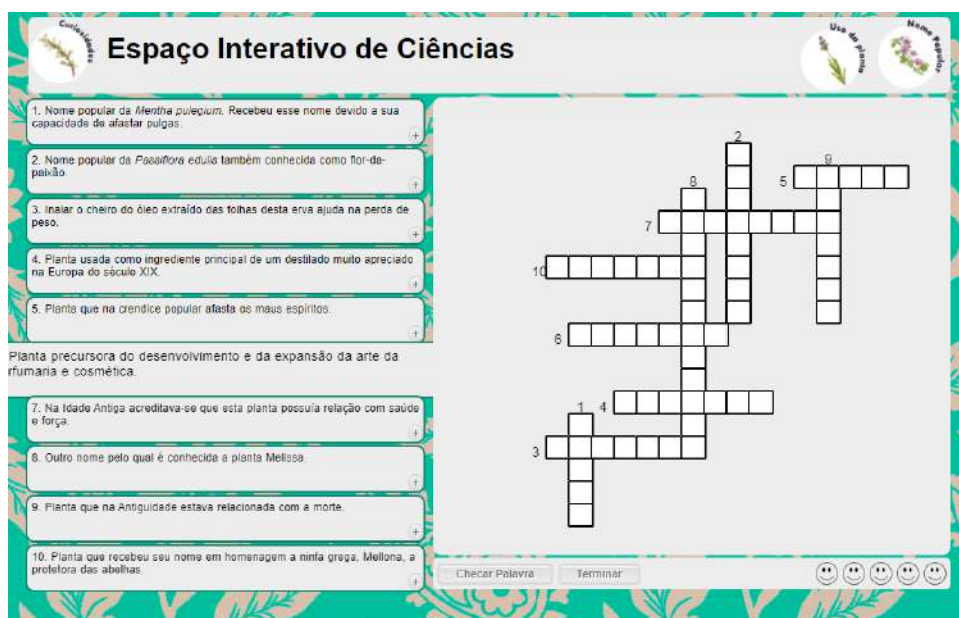 Curiosidades
Espaço Interativo de Ciências
Uso da planta
Nome Popular
1. Nome popular da Mentha pulegium. Recebeu esse nome devido a sua
capacidade de afastar pulgas.
+
2. Nome popular da Passiflora edulis também conhecida como flor-da-
paixão.
+
3. Inalar o cheiro do óleo extraído das folhas desta erva ajuda na perda de
peso.
+
4. Planta usada como ingrediente principal de um destilado muito apreciado
na Europa do século XIX.
+
5. Planta que na crendice popular afasta os maus espíritos.
+
Planta precursora do desenvolvimento e da expansão da arte da
rfumaria e cosmética.
7. Na Idade Antiga acreditava-se que esta planta possuía relação com saúde
e força.
+
8. Outro nome pelo qual é conhecida a planta Melissa.
+
9. Planta que na Antiguidade estava relacionada com a morte.
+
10. Planta que recebeu seu nome em homenagem a ninfa grega, Mellona, a
protetora das abelhas.
+
2
9
8
5
7
10
6
1
4
3
Checar Palavra
Terminar